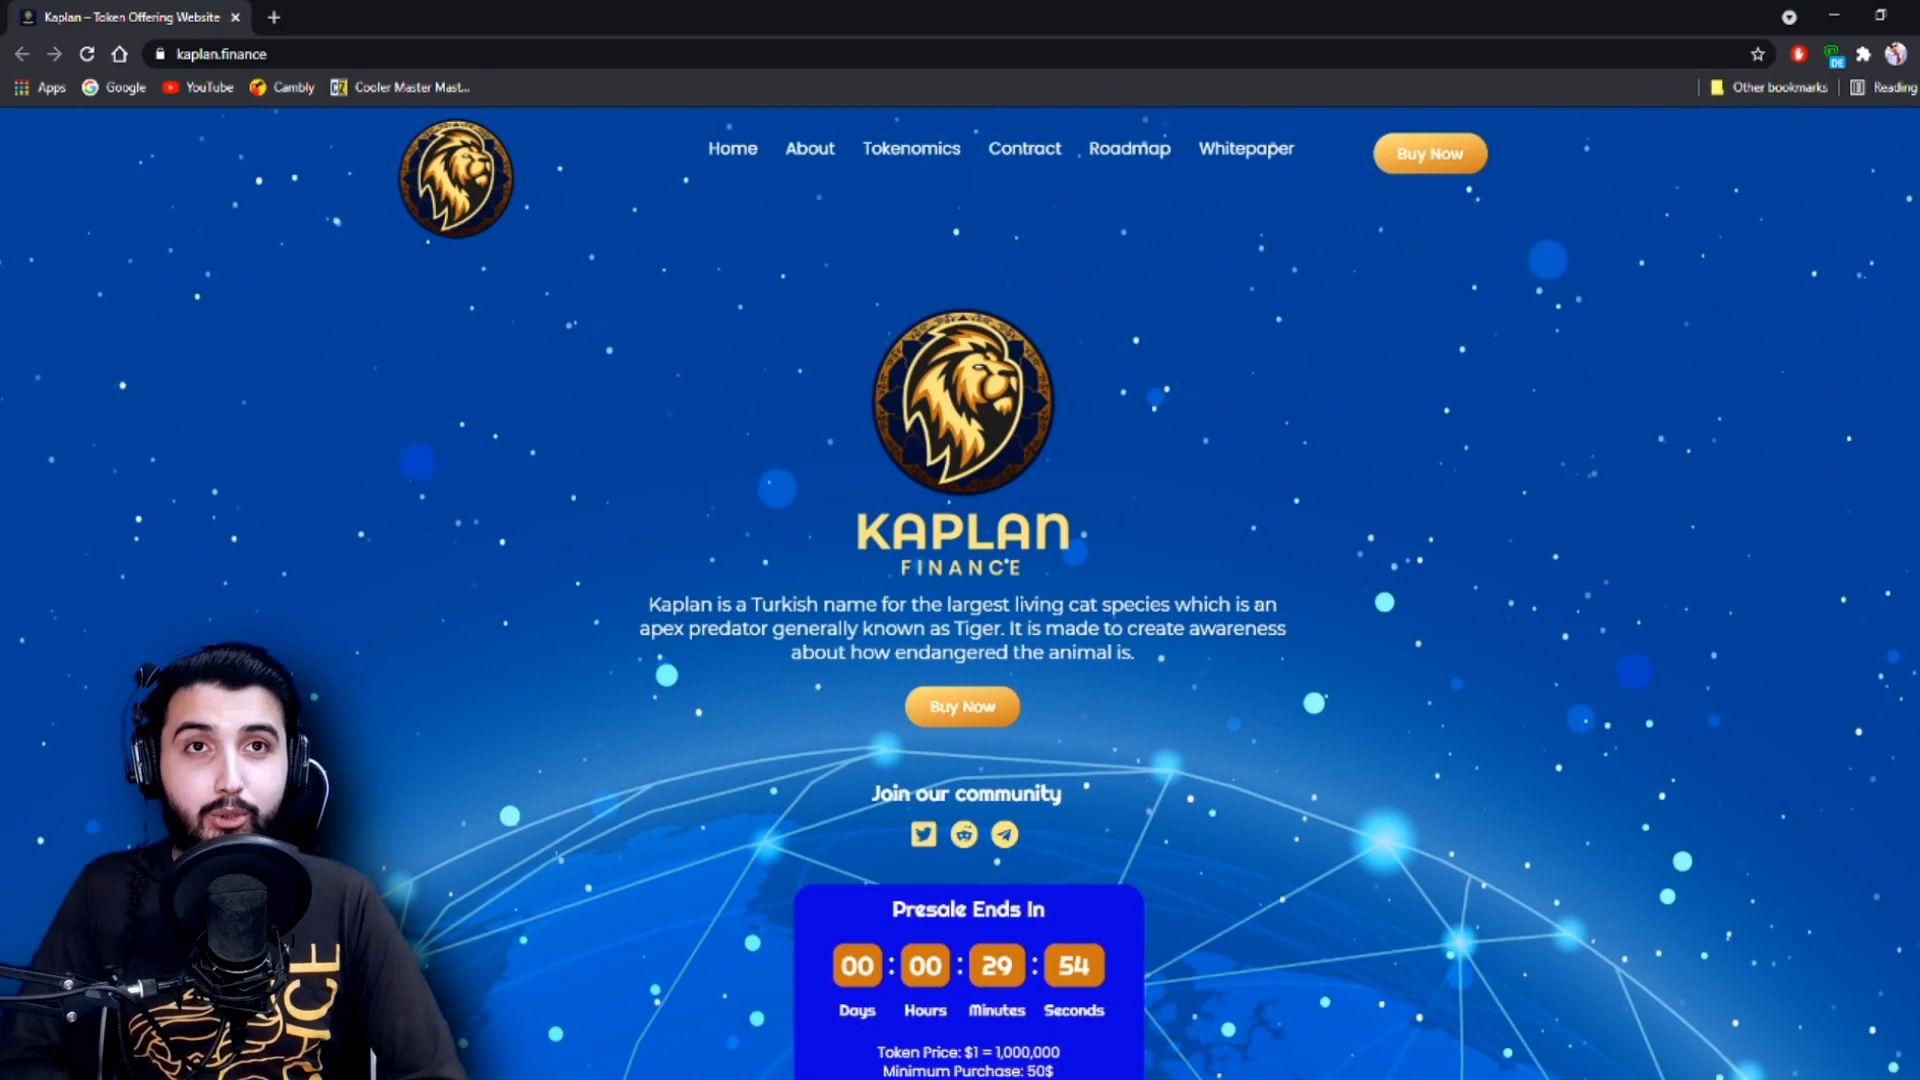 Kaplan – Token Offering Website
kaplan.finance
DE
Apps
Google
YouTube
Cambly
Cooler Master Mast...
Other bookmarks
Reading
Home
About
Tokenomics
Contract
Roadmap
Whitepaper
Buy Now
KAPLAN
FINANCE
Kaplan is a Turkish name for the largest living cat species which is an
apex predator generally known as Tiger. It is made to create awareness
about how endangered the animal is.
Buy Now
Join our community
Presale Ends In
00 : 00 : 29 : 54
Days Hours Minutes Seconds
Token Price: $1 = 1,000,000
Minimum Purchase: 50$